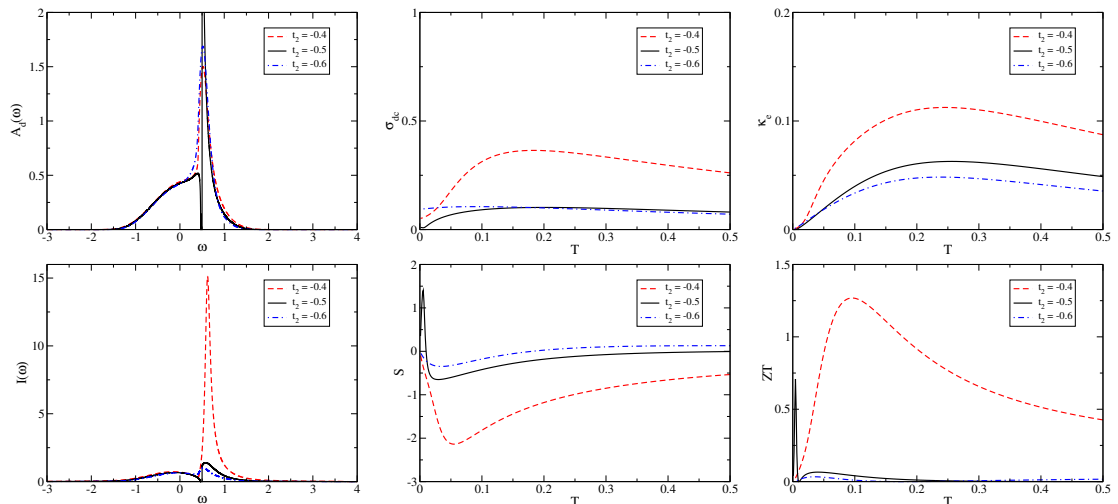 2
1.5
1
0.5
0
A_d(ω)
-3 -2 -1 0 1 2 3 4
ω
t_2 = -0.4
t_2 = -0.5
t_2 = -0.6
1
0.5
0
σ_dc
0 0.1 0.2 0.3 0.4 0.5
T
t_2 = -0.4
t_2 = -0.5
t_2 = -0.6
0.2
0.1
0
κ_e
0 0.1 0.2 0.3 0.4 0.5
T
t_2 = -0.4
t_2 = -0.5
t_2 = -0.6
15
10
5
0
I(ω)
-3 -2 -1 0 1 2 3 4
ω
t_2 = -0.4
t_2 = -0.5
t_2 = -0.6
2
1
0
-1
-2
-3
S
0 0.1 0.2 0.3 0.4 0.5
T
t_2 = -0.4
t_2 = -0.5
t_2 = -0.6
1.5
1
0.5
0
ZT
0 0.1 0.2 0.3 0.4 0.5
T
t_2 = -0.4
t_2 = -0.5
t_2 = -0.6